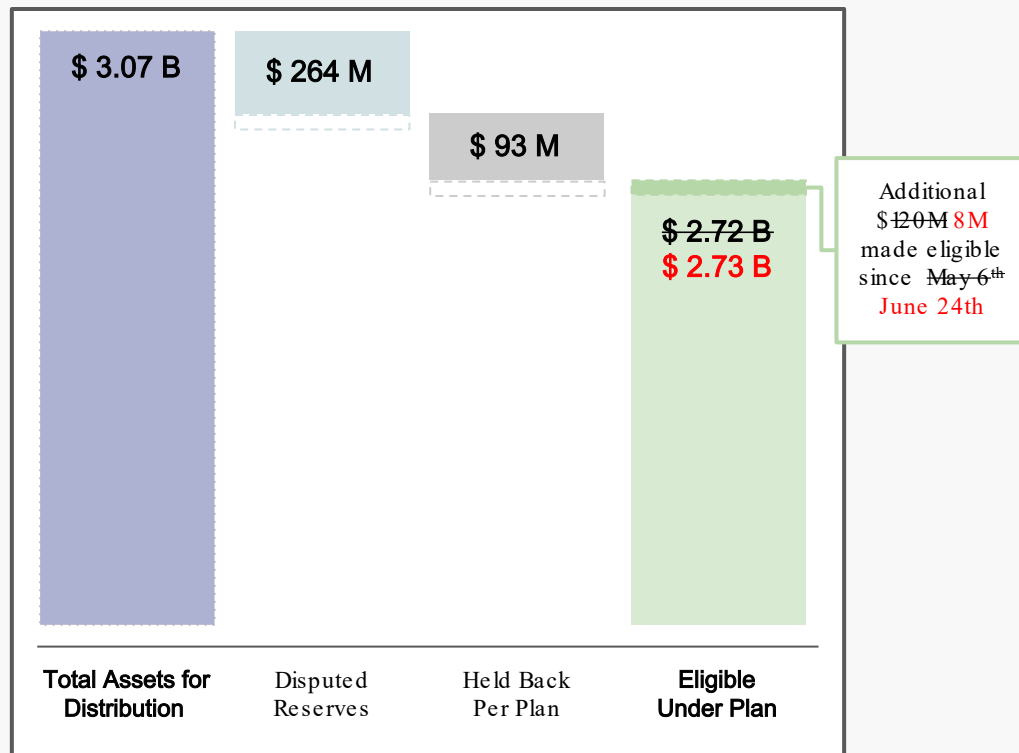 $ 3.07 B
$ 264 M
$ 93 M
$ 2.72 B
$ 2.73 B
Additional
$120M 8M
made eligible
since May 6th
June 24th
Total Assets for
Distribution
Disputed
Reserves
Held Back
Per Plan
Eligible
Under Plan